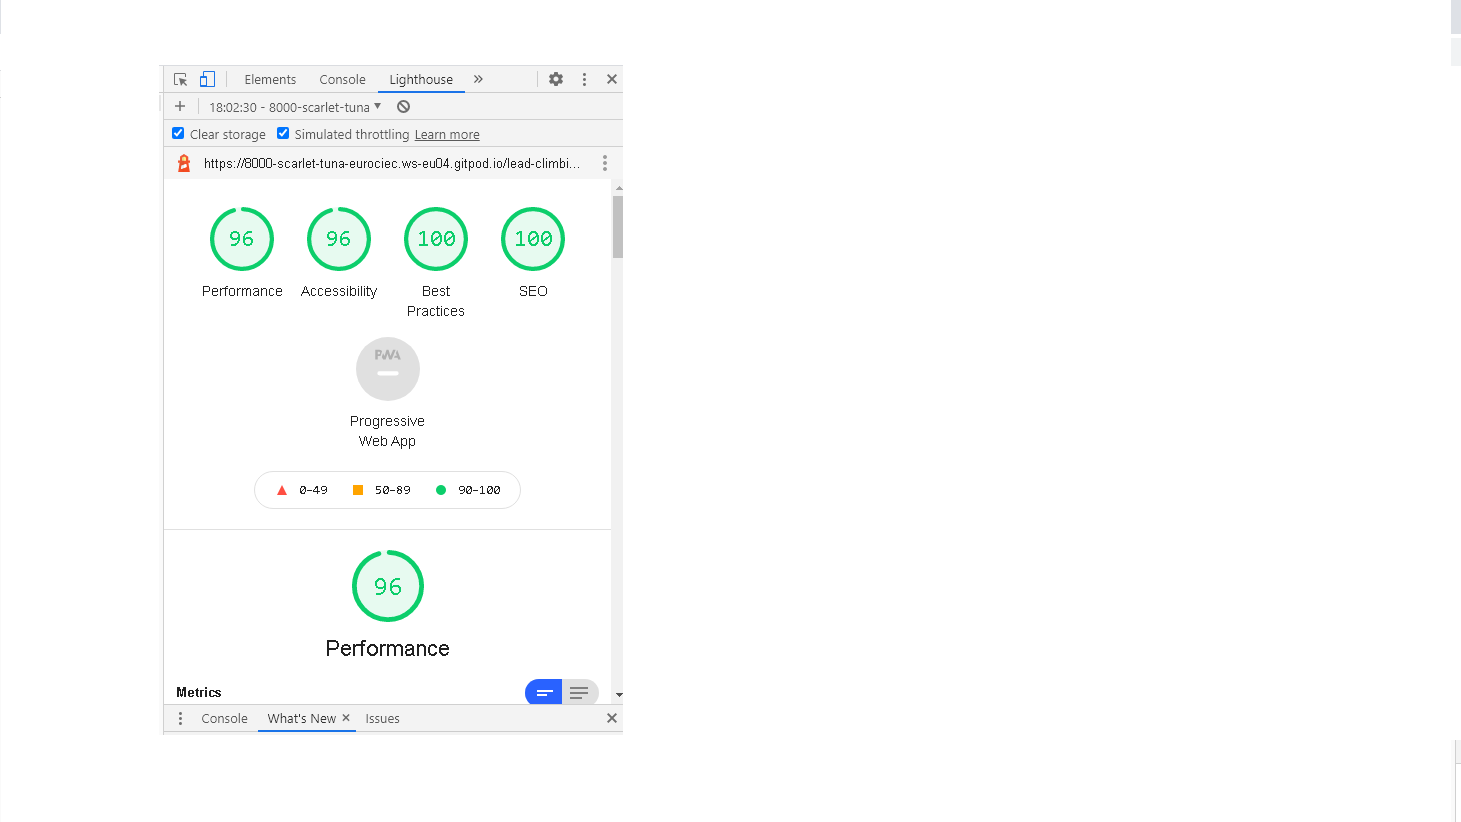 Elements Console Lighthouse »
+ 18:02:30 - 8000-scarlet-tuna
Clear storage Simulated throttling Learn more
https://8000-scarlet-tuna-eurociec.ws-eu04.gitpod.io/lead-climbi...
96 96 100 100
Performance Accessibility Best Practices SEO
PWA
Progressive
Web App
0–49 50–89 90–100
96
Performance
Metrics
Console What's New × Issues